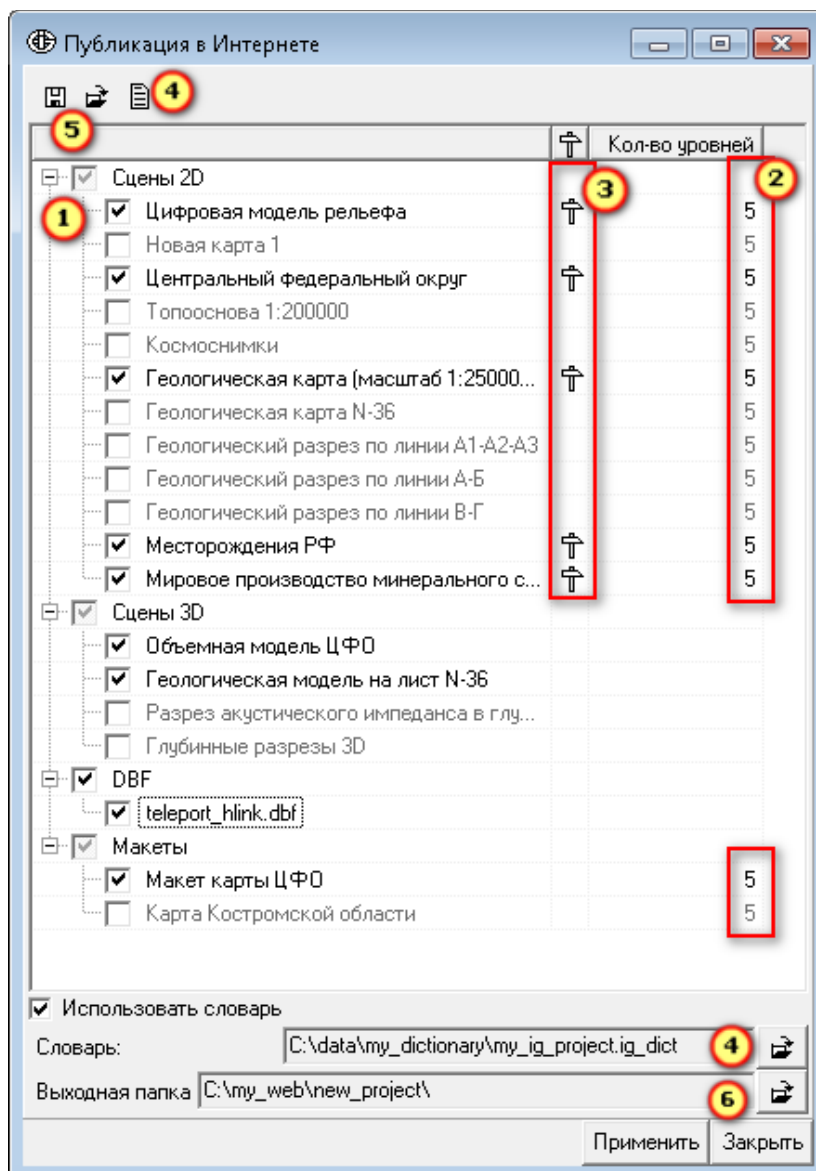 Публикация в Интернете
4
5
Кол-во уровней
Сцены 2D
2
1
3
Цифровая модель рельефа 5
Новая карта 1 5
Центральный федеральный округ 5
Топооснова 1:200000 5
Космоснимки 5
Геологическая карта (масштаб 1:25000... 5
Геологическая карта N-36 5
Геологический разрез по линии А1-А2-А3 5
Геологический разрез по линии А-Б 5
Геологический разрез по линии В-Г 5
Месторождения РФ 5
Мировое производство минерального с... 5
Сцены 3D
Объемная модель ЦФО
Геологическая модель на лист N-36
Разрез акустического импеданса в глу...
Глубинные разрезы 3D
DBF
teleport_hlink.dbf
Макеты
Макет карты ЦФО 5
Карта Костромской области 5
Использовать словарь
Словарь: C:\data\my_dictionary\my_ig_project.ig_dict 4
Выходная папка C:\my_web\new_project\ 6
Применить Закрыть